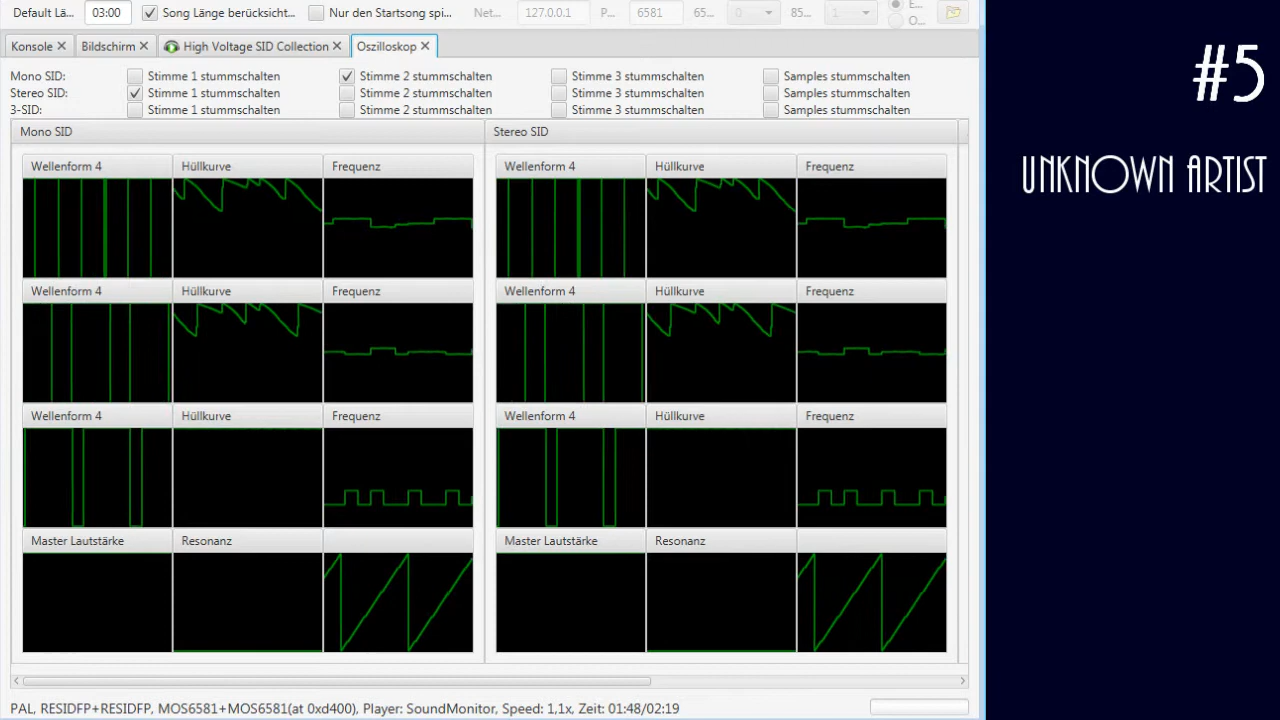 Default Lä... 03:00 Song Länge berücksicht... Nur den Startsong spi... Net... 127.0.0.1 P... 6581 65... 0 85... 1 E...
O...
Konsole Bildschirm High Voltage SID Collection Oszilloskop
Mono SID: Stimme 1 stummschalten Stimme 2 stummschalten Stimme 3 stummschalten Samples stummschalten
Stereo SID: Stimme 1 stummschalten Stimme 2 stummschalten Stimme 3 stummschalten Samples stummschalten
3-SID: Stimme 1 stummschalten Stimme 2 stummschalten Stimme 3 stummschalten Samples stummschalten
Mono SID Stereo SID
Wellenform 4 Hüllkurve Frequenz Wellenform 4 Hüllkurve Frequenz
Wellenform 4 Hüllkurve Frequenz Wellenform 4 Hüllkurve Frequenz
Wellenform 4 Hüllkurve Frequenz Wellenform 4 Hüllkurve Frequenz
Master Lautstärke Resonanz Master Lautstärke Resonanz
PAL, RESIDFP+RESIDFP, MOS6581+MOS6581(at 0xd400), Player: SoundMonitor, Speed: 1,1x, Zeit: 01:48/02:19
#5
UNKNOWN ARTIST